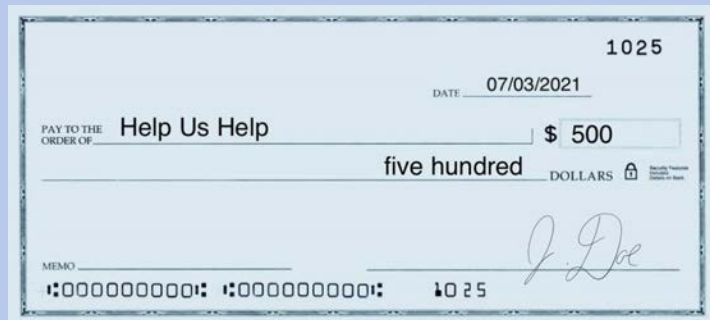 1025
DATE 07/03/2021
PAY TO THE
ORDER OF Help Us Help $ 500
five hundred DOLLARS
J. Doe
MEMO
⑆000000000⑆ ⑆000000000⑆ 1025